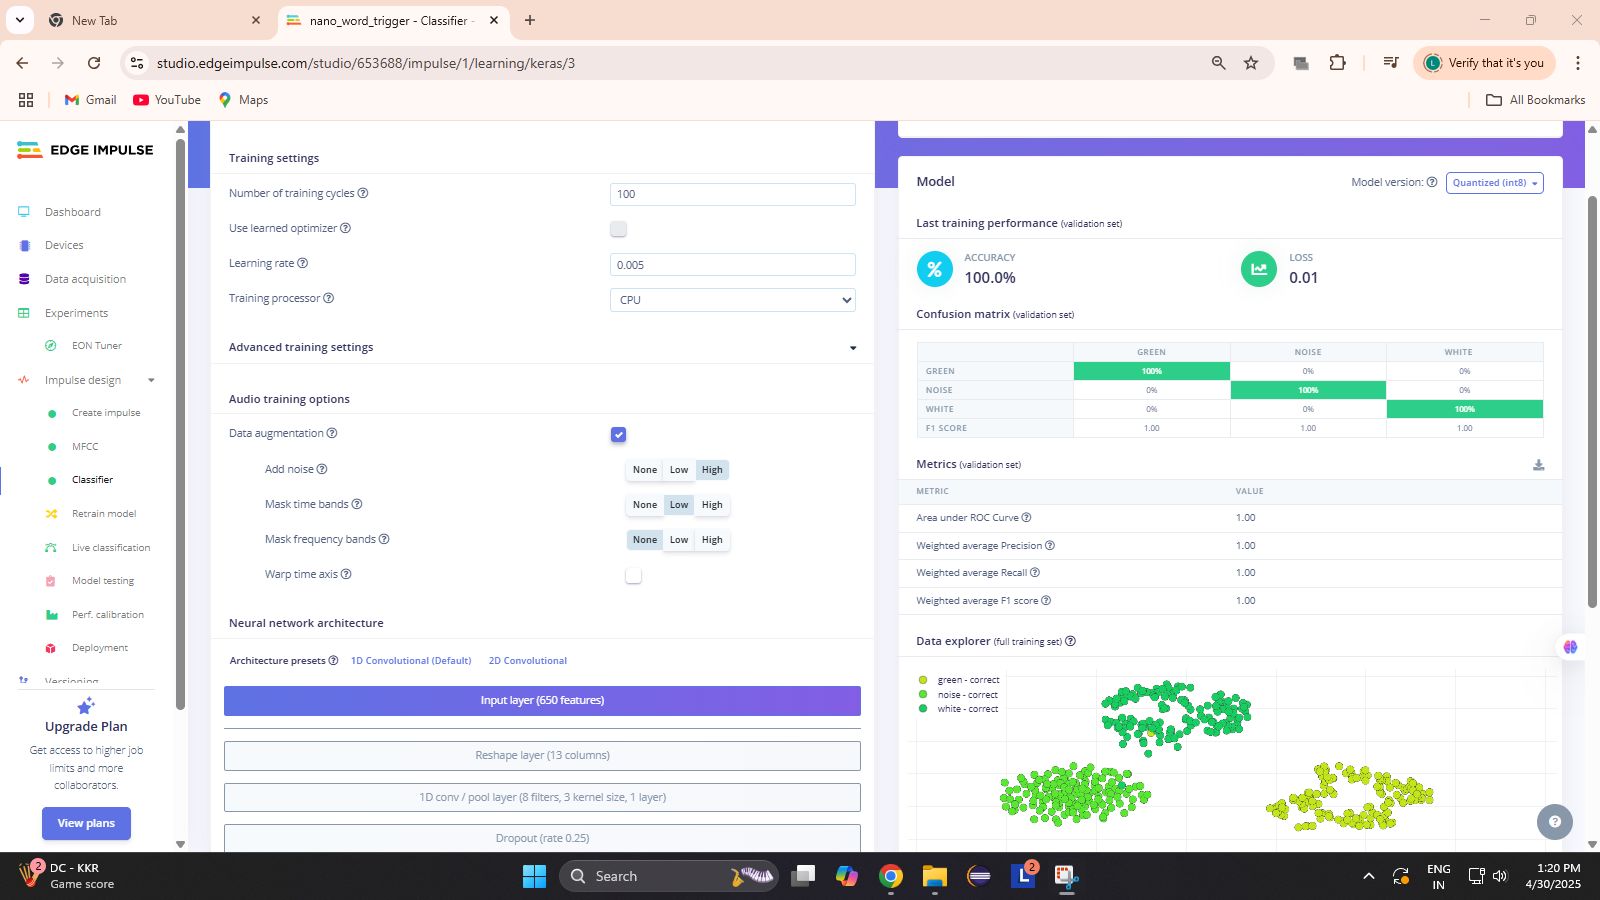 New Tab
nano_word_trigger - Classifier -
studio.edgeimpulse.com/studio/653688/impulse/1/learning/keras/3
L
Verify that it's you
Gmail
YouTube
Maps
All Bookmarks
EDGE IMPULSE
Dashboard
Devices
Data acquisition
Experiments
EON Tuner
Impulse design
Create impulse
MFCC
Classifier
Retrain model
Live classification
Model testing
Perf. calibration
Deployment
Versioning
Upgrade Plan
Get access to higher job
limits and more
collaborators.
View plans
Training settings
Number of training cycles
100
Use learned optimizer
Learning rate
0.005
Training processor
CPU
Advanced training settings
Audio training options
Data augmentation
Add noise
None Low High
Mask time bands
None Low High
Mask frequency bands
None Low High
Warp time axis
Neural network architecture
Architecture presets 1D Convolutional (Default) 2D Convolutional
Input layer (650 features)
Reshape layer (13 columns)
1D conv / pool layer (8 filters, 3 kernel size, 1 layer)
Dropout (rate 0.25)
Model
Model version: Quantized (int8)
Last training performance (validation set)
%
ACCURACY
100.0%
LOSS
0.01
Confusion matrix (validation set)
GREEN NOISE WHITE
GREEN 100% 0% 0%
NOISE 0% 100% 0%
WHITE 0% 0% 100%
F1 SCORE 1.00 1.00 1.00
Metrics (validation set)
METRIC VALUE
Area under ROC Curve 1.00
Weighted average Precision 1.00
Weighted average Recall 1.00
Weighted average F1 score 1.00
Data explorer (full training set)
green - correct
noise - correct
white - correct
2
DC - KKR
Game score
Search
L
2
ENG
IN
1:20 PM
4/30/2025